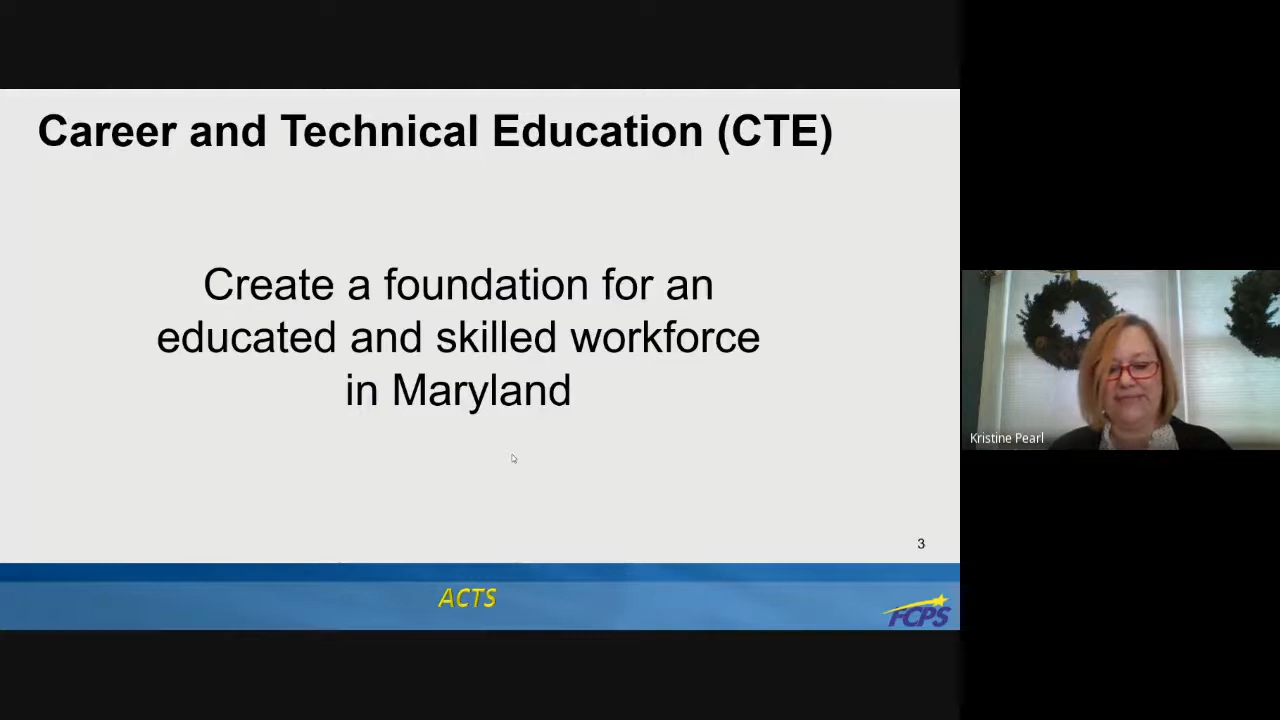 Career and Technical Education (CTE)
Create a foundation for an
educated and skilled workforce
in Maryland
3
ACTS
FCPS
Kristine Pearl